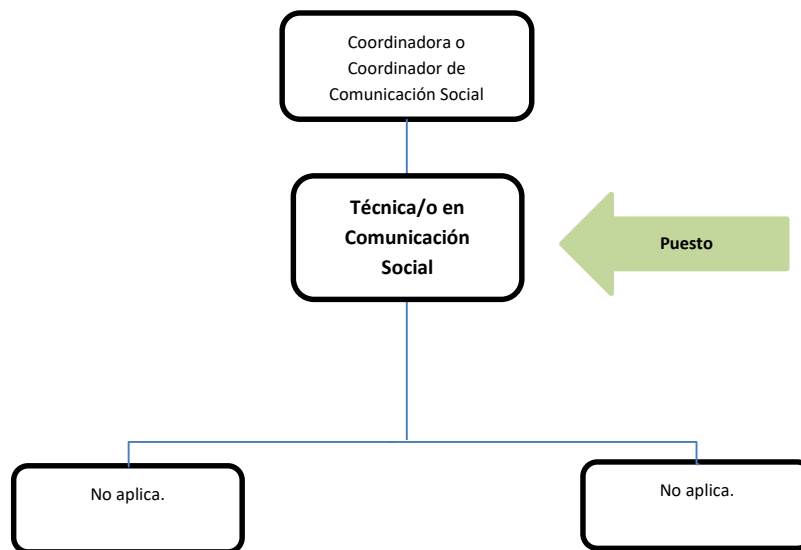 Coordinadora o
Coordinador de
Comunicación Social
Técnica/o en
Comunicación
Social
Puesto
No aplica.
No aplica.